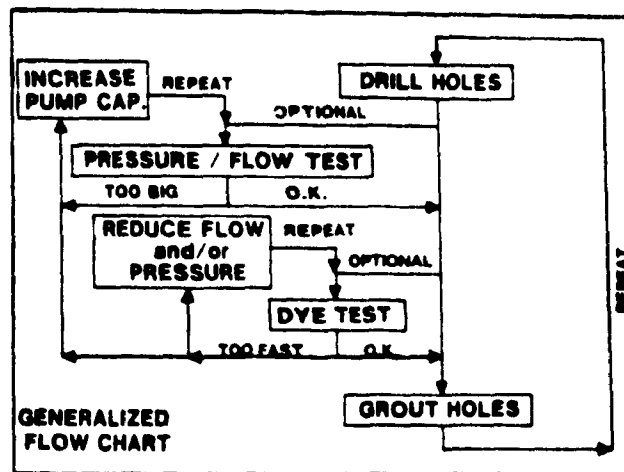 INCREASE
PUMP CAP.
REPEAT
DRILL HOLES
OPTIONAL
PRESSURE / FLOW TEST
TOO BIG
O.K.
REDUCE FLOW
and/or
PRESSURE
REPEAT
OPTIONAL
REPEAT
DYE TEST
TOO FAST
O.K.
GROUT HOLES
GENERALIZED
FLOW CHART